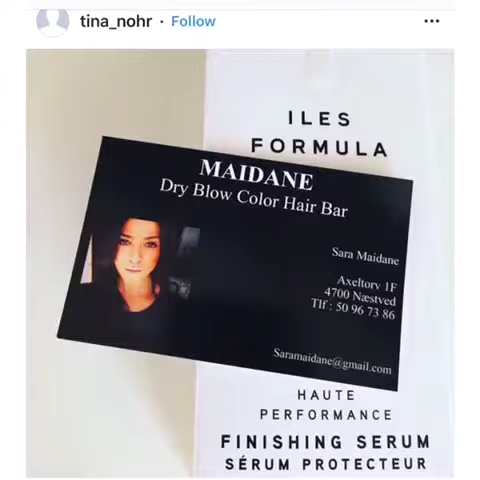 tina_nohr · Follow
ILES
FORMULA
MAIDANE
Dry Blow Color Hair Bar
Sara Maidane
Axeltorv 1F
4700 Næstved
Tlf : 50 96 73 86
Saramaidane@gmail.com
HAUTE
PERFORMANCE
FINISHING SERUM
SÉRUM PROTECTEUR